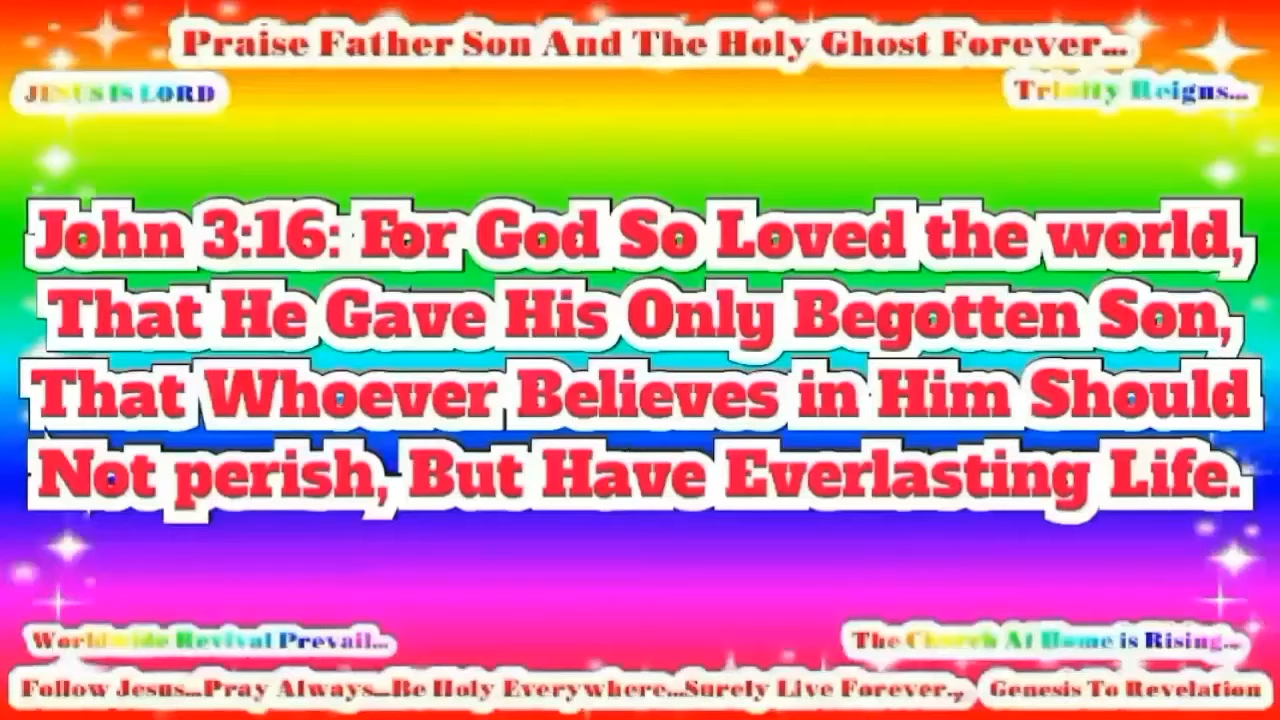 Praise Father Son And The Holy Ghost Forever...
JESUS IS LORD
Trinity Reigns...
John 3:16: For God So Loved the world,
That He Gave His Only Begotten Son,
That Whoever Believes in Him Should
Not perish, But Have Everlasting Life.
Worldwide Revival Prevail...
The Church At Home is Rising...
Follow Jesus...Pray Always...Be Holy Everywhere...Surely Live Forever.,
Genesis To Revelation